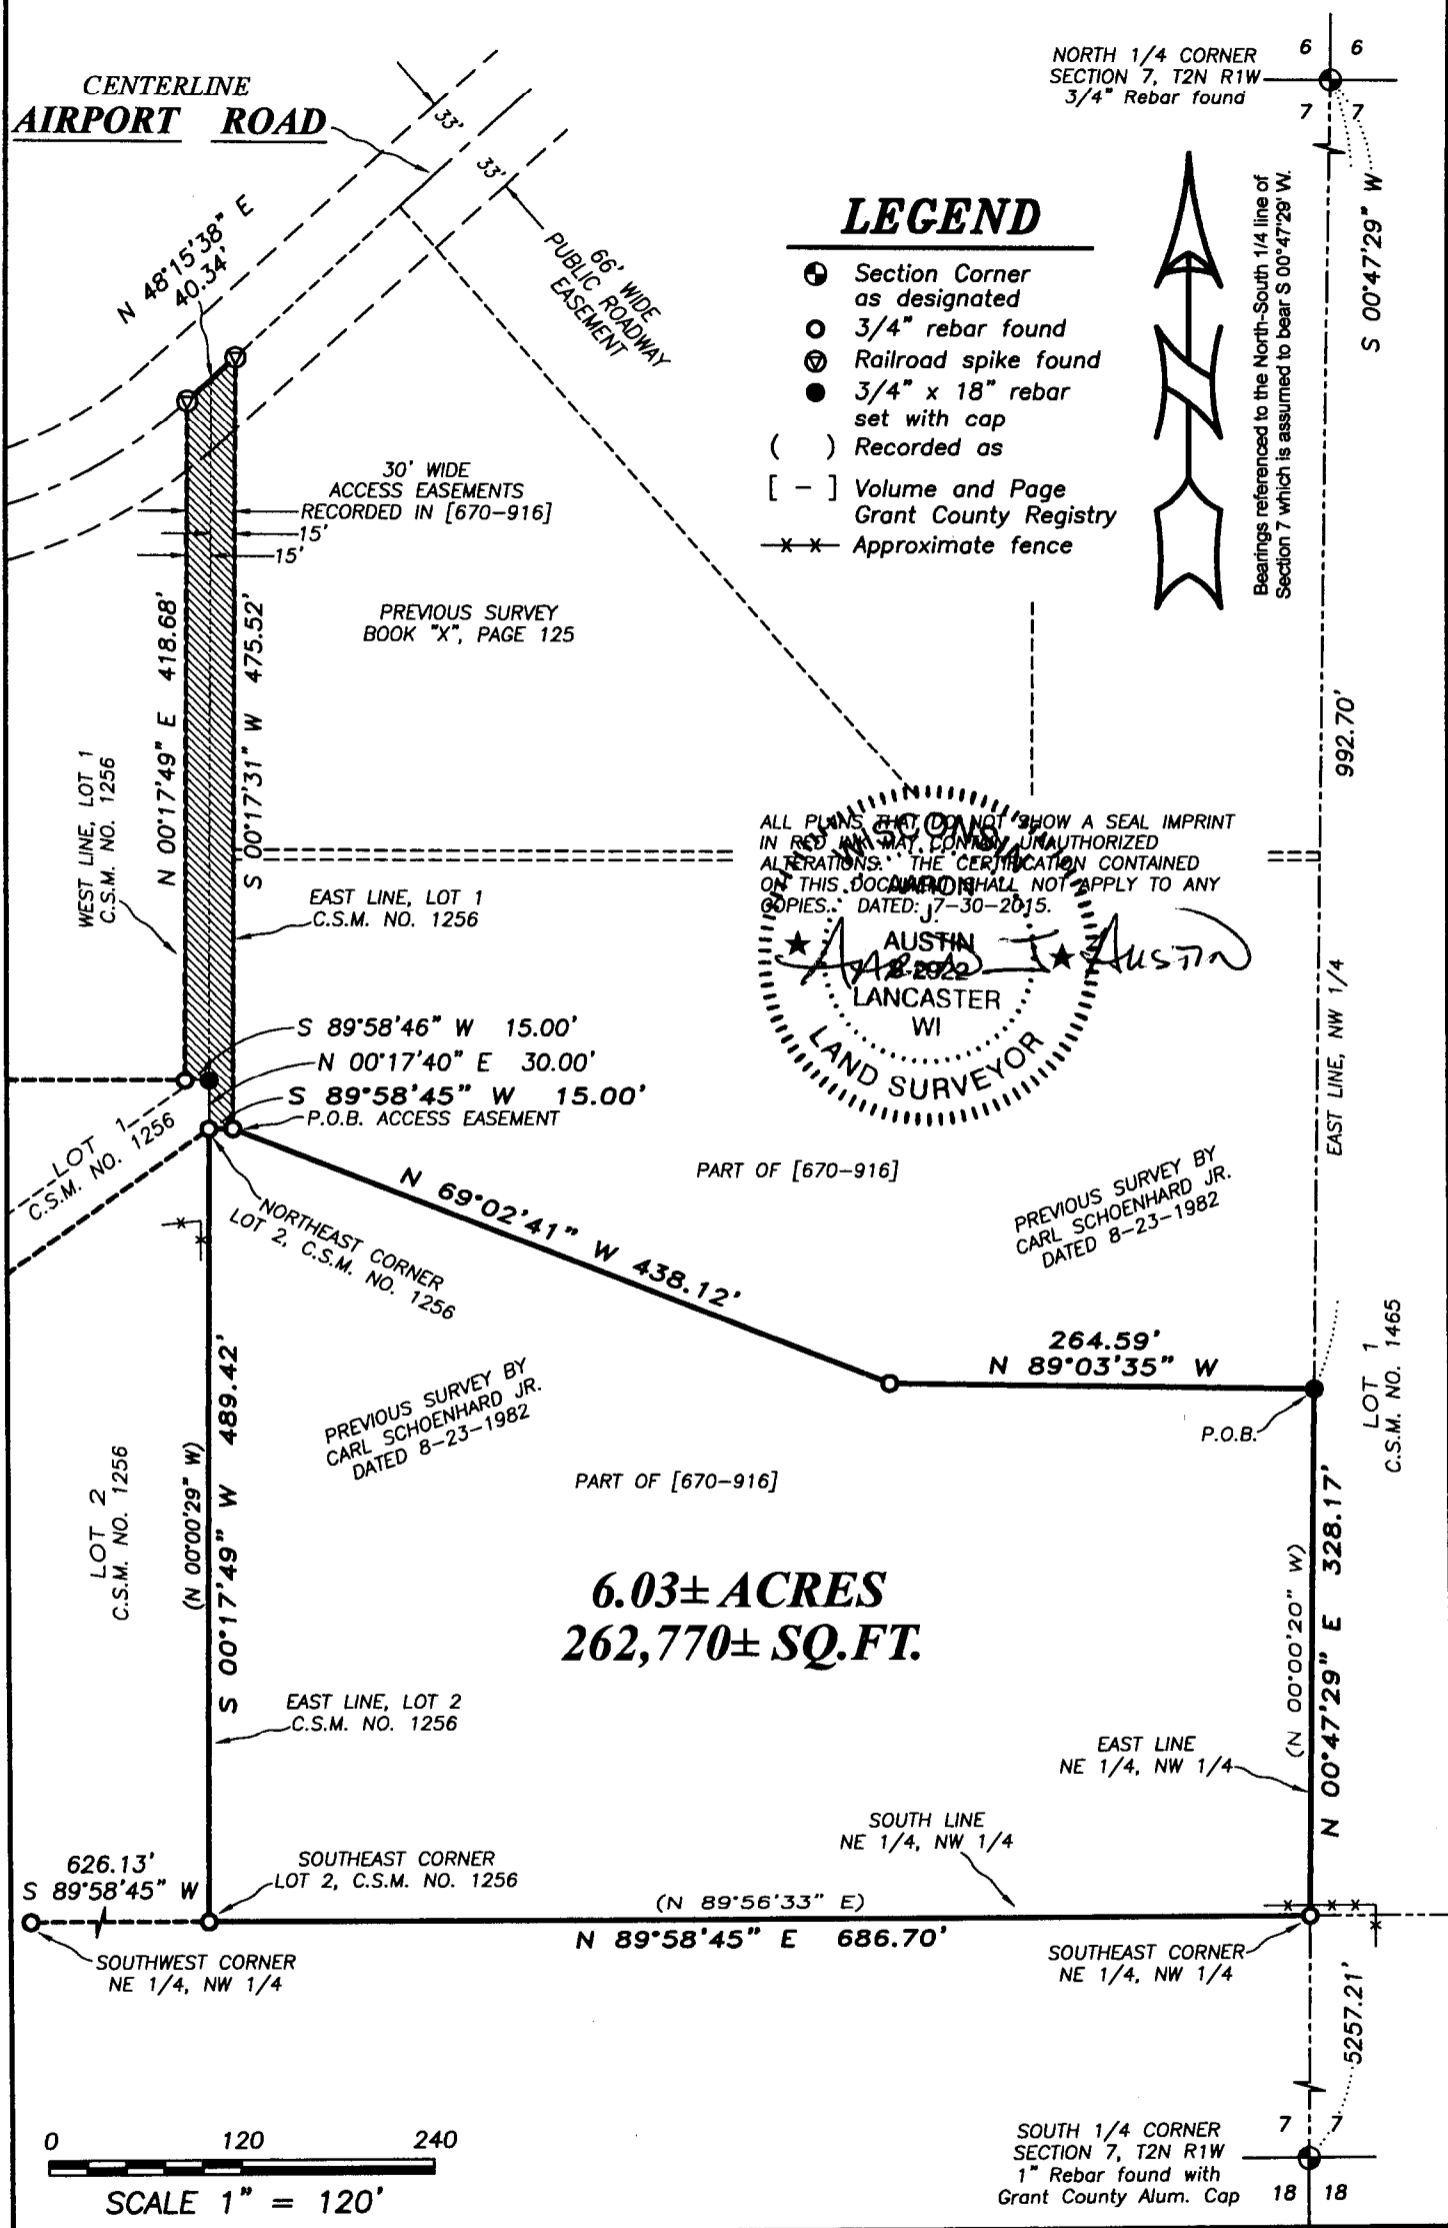 CENTERLINE
AIRPORT ROAD
33'
33'
66' WIDE
PUBLIC ROADWAY
EASEMENT
N 48°15'38" E
40.34'
NORTH 1/4 CORNER
SECTION 7, T2N R1W
3/4" Rebar found
6 6
7 7
S 00°47'29" W
Bearings referenced to the North-South 1/4 line of
Section 7 which is assumed to bear S 00°47'29" W.
LEGEND
Section Corner
as designated
3/4" rebar found
Railroad spike found
3/4" x 18" rebar
set with cap
( ) Recorded as
[ - ] Volume and Page
Grant County Registry
x x Approximate fence
30' WIDE
ACCESS EASEMENTS
RECORDED IN [670-916]
15'
15'
PREVIOUS SURVEY
BOOK "X", PAGE 125
N 00°17'49" E 418.68'
S 00°17'31" W 475.52'
WEST LINE, LOT 1
C.S.M. NO. 1256
EAST LINE, LOT 1
C.S.M. NO. 1256
992.70'
EAST LINE, NW 1/4
ALL PLANS THAT DO NOT SHOW A SEAL IMPRINT
IN RED INK MAY CONTAIN UNAUTHORIZED
ALTERATIONS. THE CERTIFICATION CONTAINED
ON THIS DOCUMENT SHALL NOT APPLY TO ANY
COPIES. DATED: 7-30-2015.
WISCONSIN
AARON
J.
AUSTIN
S-2922
LANCASTER
WI
LAND SURVEYOR
Aaron J. Austin
S 89°58'46" W 15.00'
N 00°17'40" E 30.00'
S 89°58'45" W 15.00'
P.O.B. ACCESS EASEMENT
LOT 1
C.S.M. NO. 1256
NORTHEAST CORNER
LOT 2, C.S.M. NO. 1256
N 69°02'41" W 438.12'
PART OF [670-916]
PREVIOUS SURVEY BY
CARL SCHOENHARD JR.
DATED 8-23-1982
264.59'
N 89°03'35" W
P.O.B.
LOT 1
C.S.M. NO. 1465
PREVIOUS SURVEY BY
CARL SCHOENHARD JR.
DATED 8-23-1982
PART OF [670-916]
LOT 2
C.S.M. NO. 1256
(N 00°00'29" W)
S 00°17'49" W 489.42'
6.03± ACRES
262,770± SQ.FT.
(N 00°00'20" W)
N 00°47'29" E 328.17'
EAST LINE, LOT 2
C.S.M. NO. 1256
EAST LINE
NE 1/4, NW 1/4
SOUTH LINE
NE 1/4, NW 1/4
626.13'
S 89°58'45" W
SOUTHEAST CORNER
LOT 2, C.S.M. NO. 1256
(N 89°56'33" E)
N 89°58'45" E 686.70'
SOUTHWEST CORNER
NE 1/4, NW 1/4
SOUTHEAST CORNER
NE 1/4, NW 1/4
5257.21'
0 120 240
SCALE 1" = 120'
SOUTH 1/4 CORNER
SECTION 7, T2N R1W
1" Rebar found with
Grant County Alum. Cap
7 7
18 18